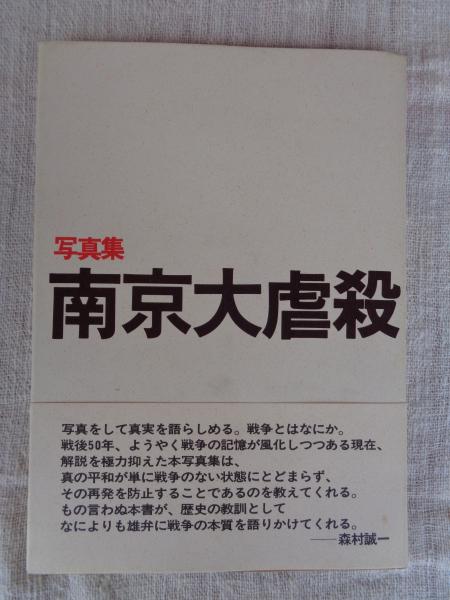 写真集
南京大虐殺
写真をして真実を語らしめる。戦争とはなにか。
戦後50年、ようやく戦争の記憶が風化しつつある現在、
解説を極力抑えた本写真集は、
真の平和が単に戦争のない状態にとどまらず、
その再発を防止することであるのを教えてくれる。
もの言わぬ本書が、歴史の教訓として
なによりも雄弁に戦争の本質を語りかけてくれる。
――森村誠一